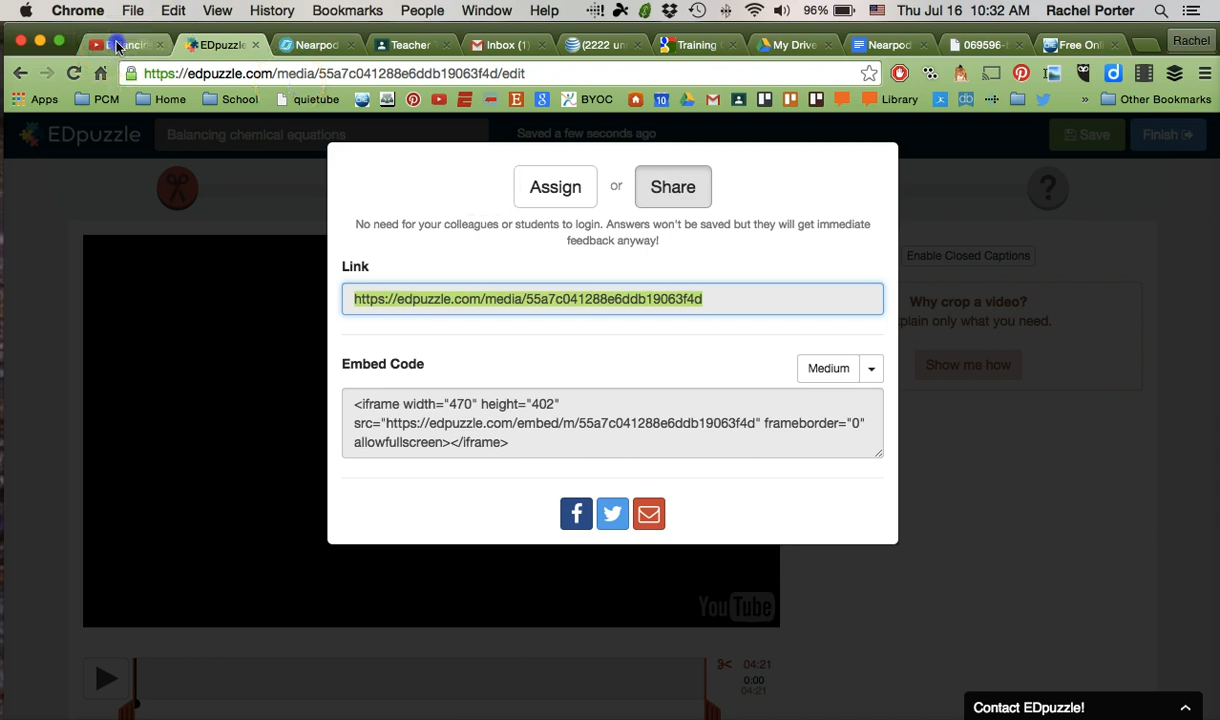 Chrome File Edit View History Bookmarks People Window Help 96% Thu Jul 16 10:32 AM Rachel Porter
EDpuzzle Nearpod Teacher Inbox (1) (2222 un Training My Drive Nearpod 069596- Free Onl Rachel
https://edpuzzle.com/media/55a7c041288e6ddb19063f4d/edit
Apps PCM Home School quietube BYOC 10 Library » Other Bookmarks
EDpuzzle Balancing chemical equations Saved a few seconds ago Save Finish
Assign or Share
No need for your colleagues or students to login. Answers won't be saved but they will get immediate
feedback anyway!
Enable Closed Captions
Link
https://edpuzzle.com/media/55a7c041288e6ddb19063f4d
Why crop a video?
plain only what you need.
Show me how
Embed Code Medium
<iframe width="470" height="402"
src="https://edpuzzle.com/embed/m/55a7c041288e6ddb19063f4d" frameborder="0"
allowfullscreen></iframe>
YouTube
04:21
0:00
04:21
Contact EDpuzzle!